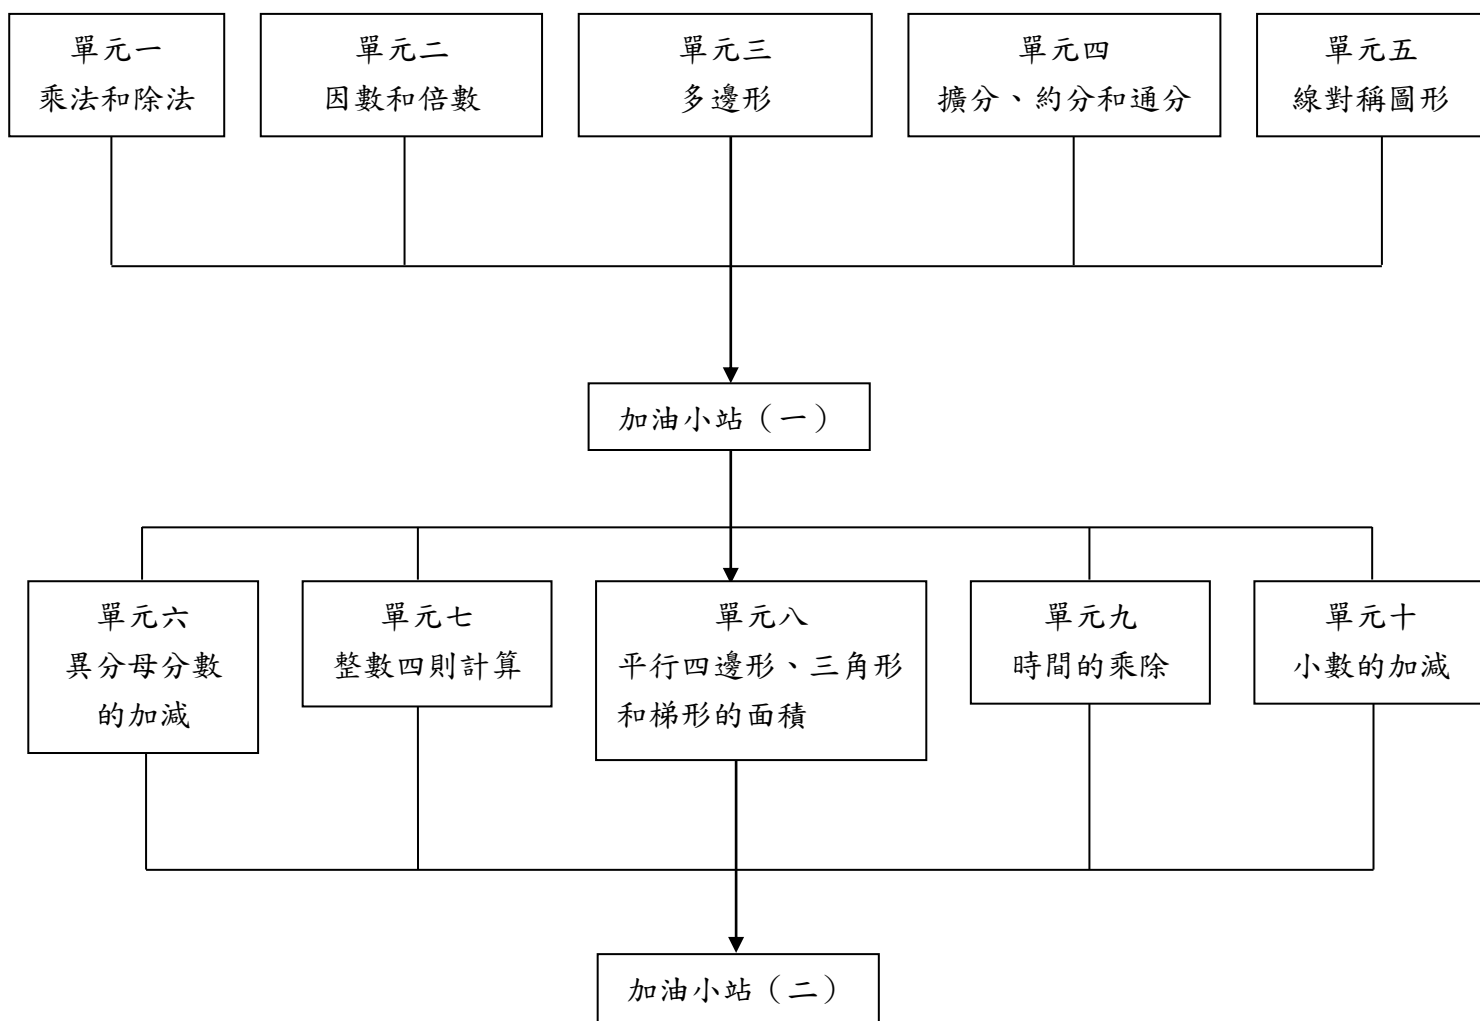 單元一
乘法和除法
單元二
因數和倍數
單元三
多邊形
單元四
擴分、約分和通分
單元五
線對稱圖形
加油小站（一）
單元六
異分母分數
的加減
單元七
整數四則計算
單元八
平行四邊形、三角形
和梯形的面積
單元九
時間的乘除
單元十
小數的加減
加油小站（二）